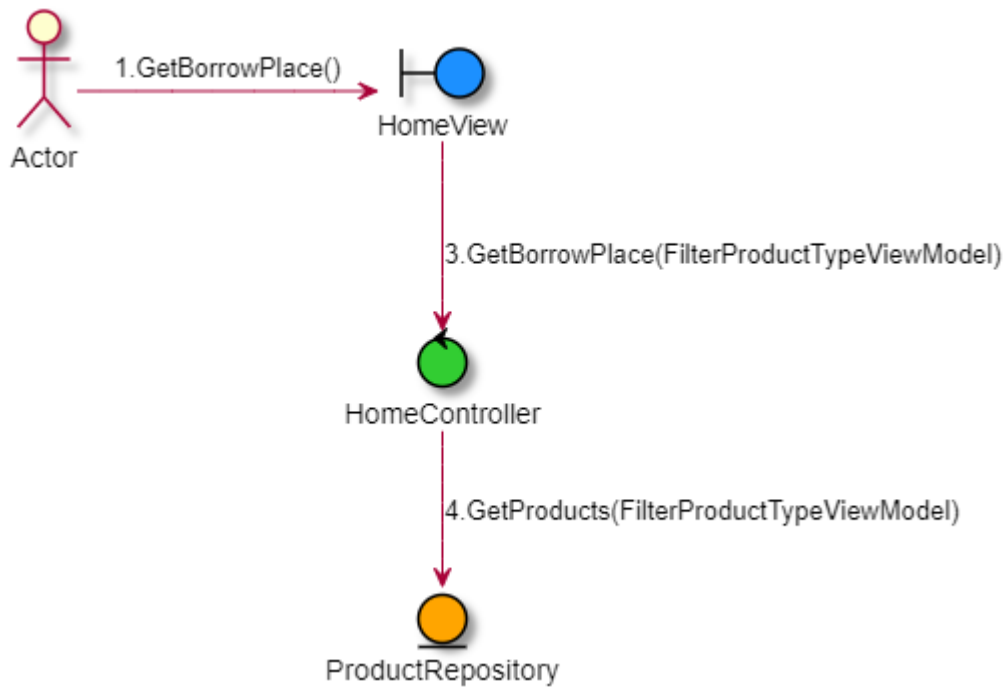 1.GetBorrowPlace()
Actor
HomeView
3.GetBorrowPlace(FilterProductTypeViewModel)
HomeController
4.GetProducts(FilterProductTypeViewModel)
ProductRepository